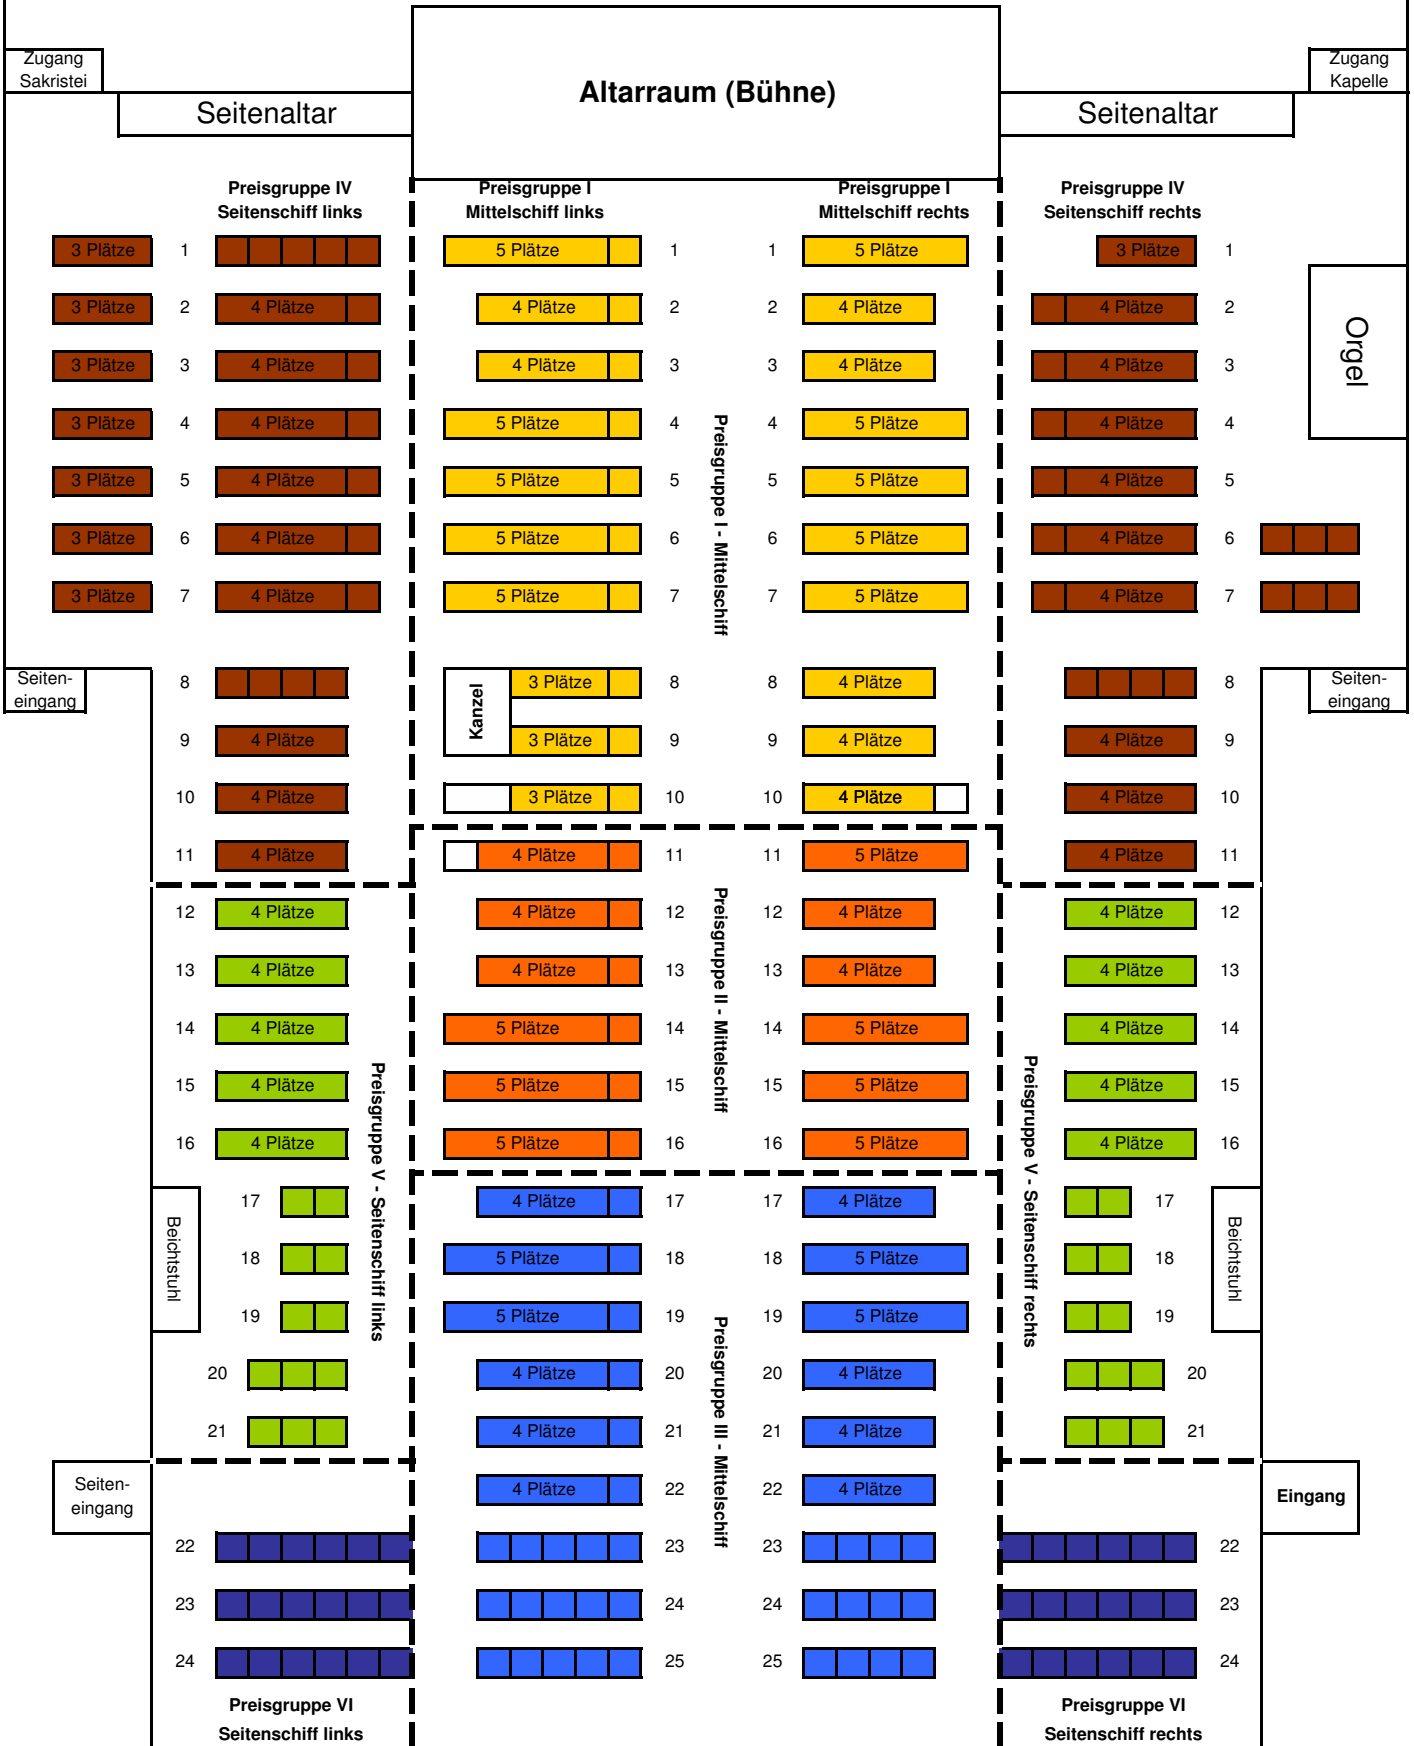 Zugang
Sakristei
Altarraum (Bühne)
Zugang
Kapelle
Seitenaltar
Seitenaltar
Preisgruppe IV
Seitenschiff links
Preisgruppe I
Mittelschiff links
Preisgruppe I
Mittelschiff rechts
Preisgruppe IV
Seitenschiff rechts
3 Plätze 1 5 Plätze 1 1 5 Plätze 3 Plätze 1
3 Plätze 2 4 Plätze 4 Plätze 2 2 4 Plätze 4 Plätze 2
3 Plätze 3 4 Plätze 4 Plätze 3 3 4 Plätze 4 Plätze 3
Orgel
3 Plätze 4 4 Plätze 5 Plätze 4 4 5 Plätze 4 Plätze 4
3 Plätze 5 4 Plätze 5 Plätze 5 5 5 Plätze 4 Plätze 5
Preisgruppe I - Mittelschiff
3 Plätze 6 4 Plätze 5 Plätze 6 6 5 Plätze 4 Plätze 6
3 Plätze 7 4 Plätze 5 Plätze 7 7 5 Plätze 4 Plätze 7
Seiten-
eingang
Kanzel
Seiten-
eingang
8 3 Plätze 8 8 4 Plätze 8
9 4 Plätze 3 Plätze 9 9 4 Plätze 4 Plätze 9
10 4 Plätze 3 Plätze 10 10 4 Plätze 4 Plätze 10
11 4 Plätze 4 Plätze 11 11 5 Plätze 4 Plätze 11
12 4 Plätze 4 Plätze 12 12 4 Plätze 4 Plätze 12
13 4 Plätze 4 Plätze 13 13 4 Plätze 4 Plätze 13
Preisgruppe II - Mittelschiff
14 4 Plätze 5 Plätze 14 14 5 Plätze 4 Plätze 14
15 4 Plätze 5 Plätze 15 15 5 Plätze 4 Plätze 15
16 4 Plätze 5 Plätze 16 16 5 Plätze 4 Plätze 16
Preisgruppe V - Seitenschiff links
Preisgruppe V - Seitenschiff rechts
17 4 Plätze 17 17 4 Plätze 17
Beichtstuhl
Beichtstuhl
18 5 Plätze 18 18 5 Plätze 18
19 5 Plätze 19 19 5 Plätze 19
20 4 Plätze 20 20 4 Plätze 20
21 4 Plätze 21 21 4 Plätze 21
Preisgruppe III - Mittelschiff
Seiten-
eingang
Eingang
4 Plätze 22 22 4 Plätze
22 23 23 22
23 24 24 23
24 25 25 24
Preisgruppe VI
Seitenschiff links
Preisgruppe VI
Seitenschiff rechts